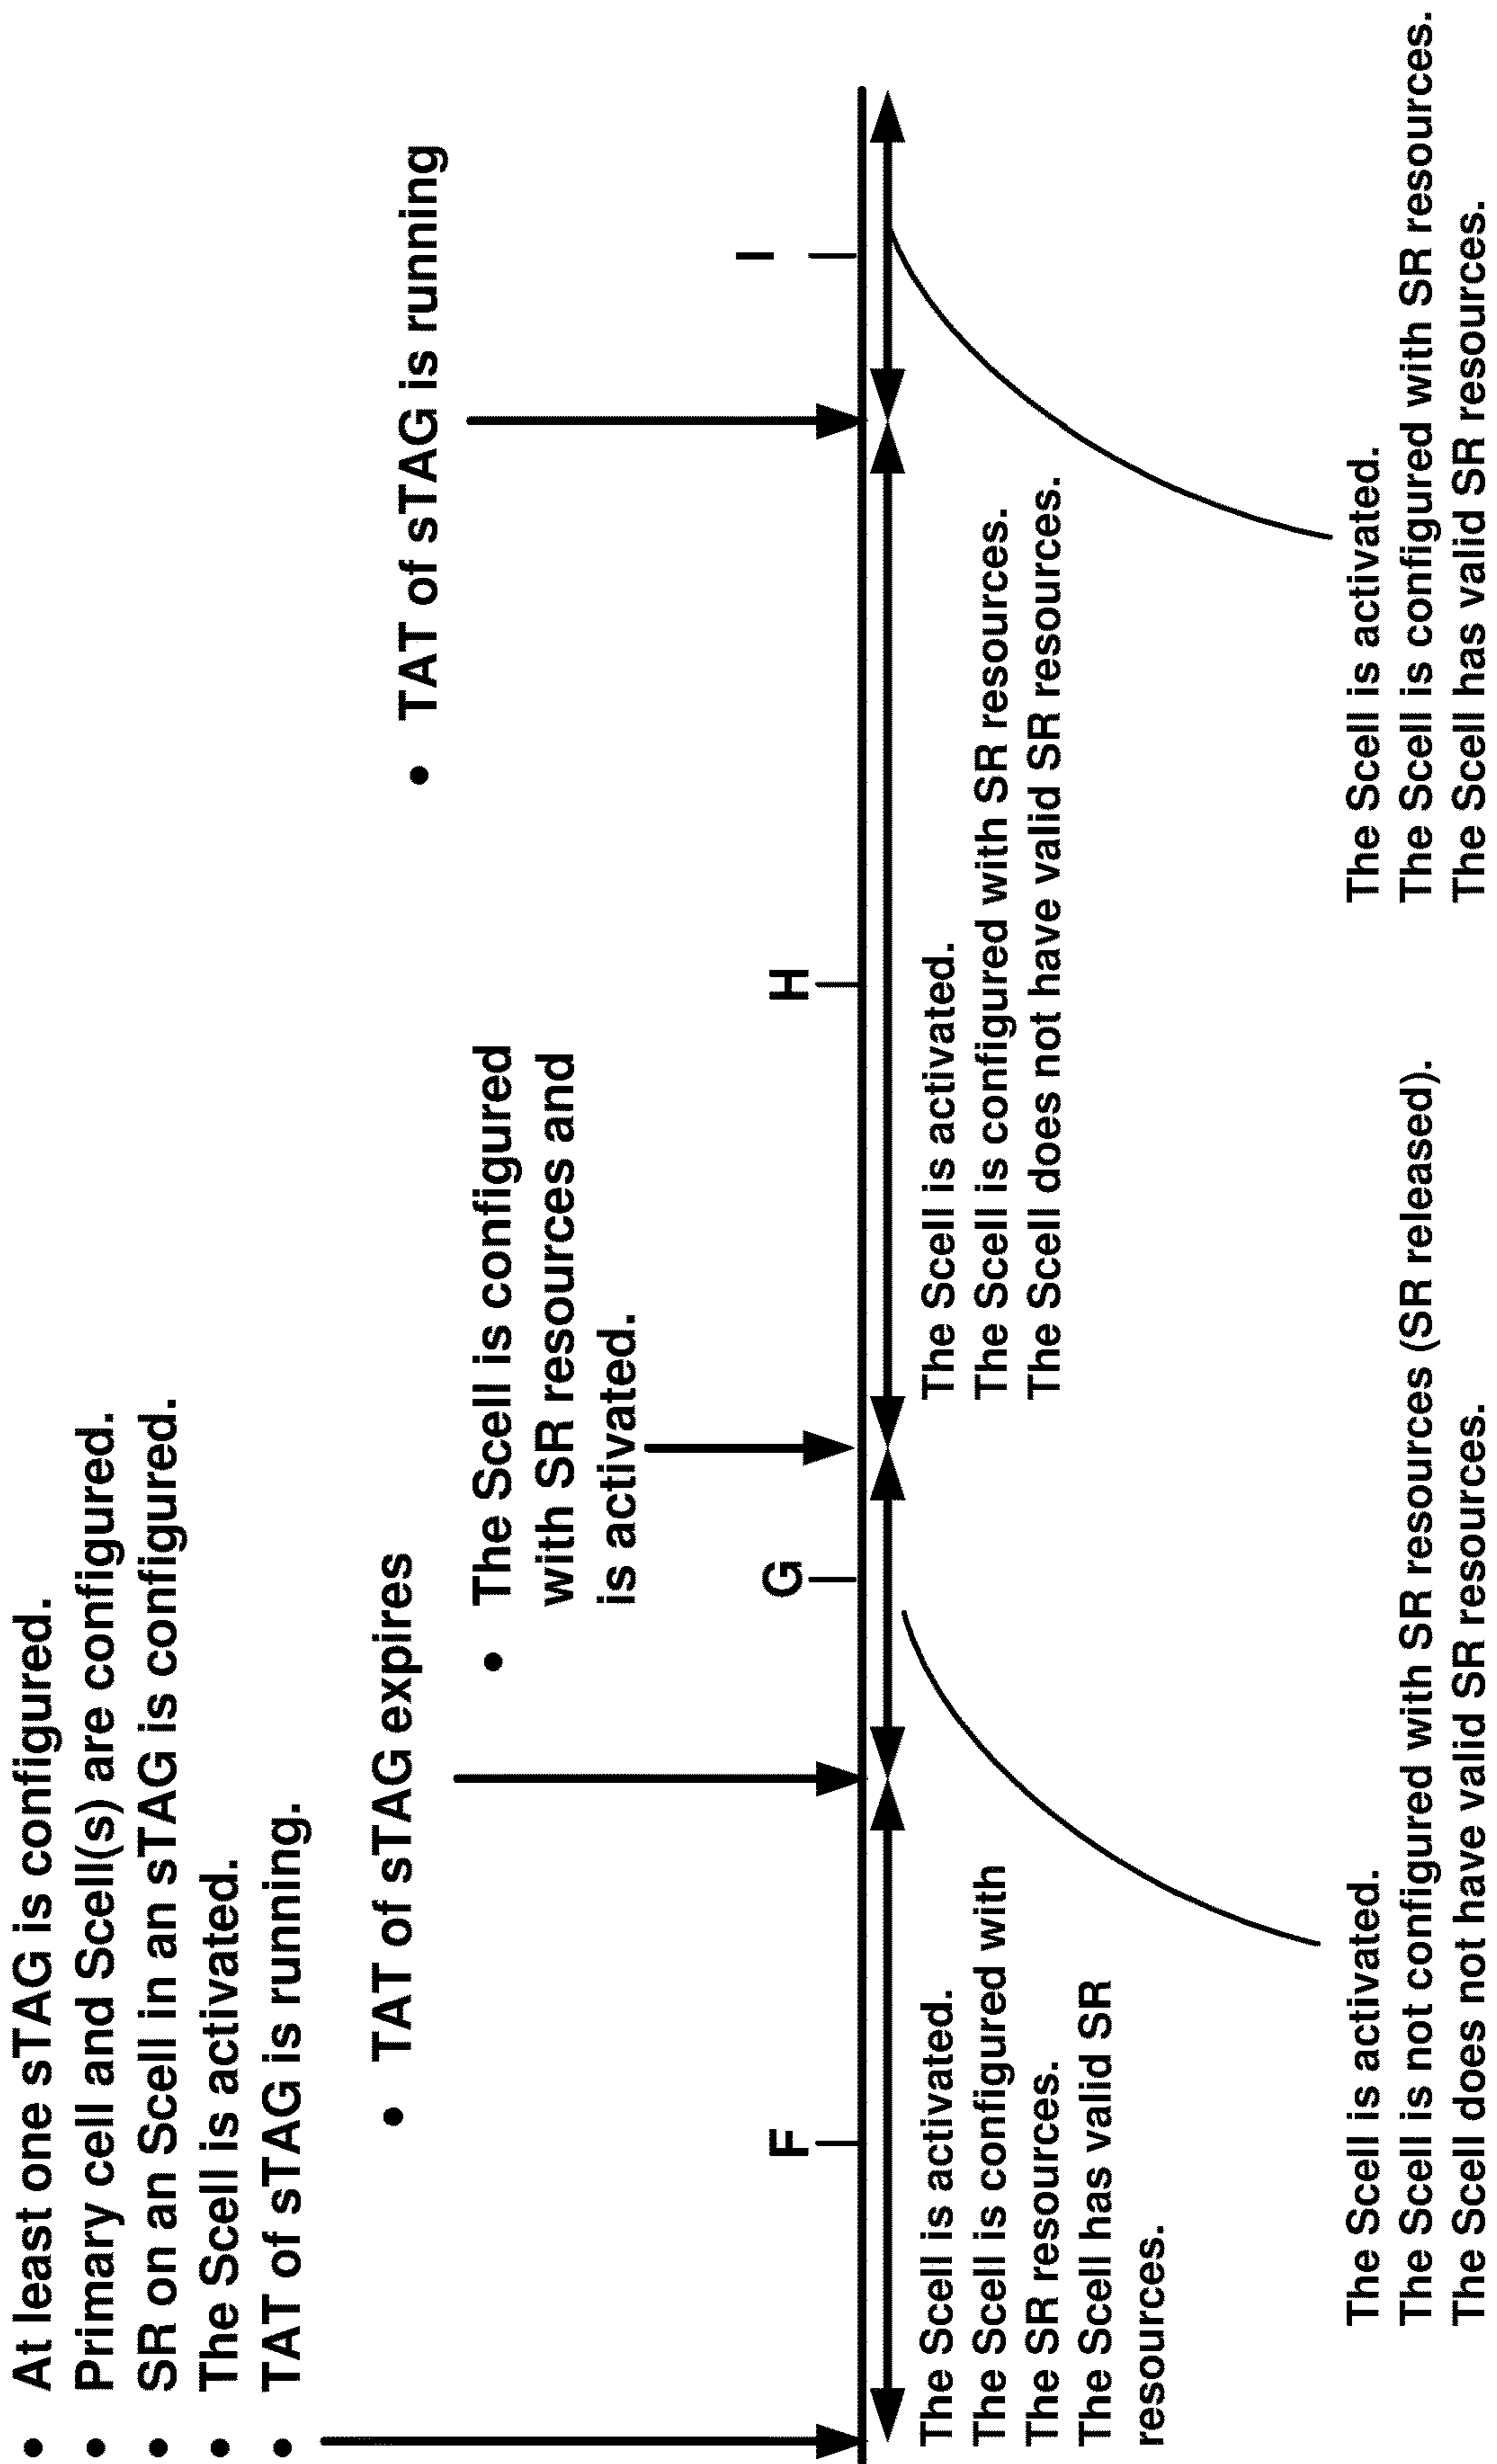 • At least one sTAG is configured.
• Primary cell and Scell(s) are configured.
• SR on an Scell in an sTAG is configured.
• The Scell is activated.
• TAT of sTAG is running.
• TAT of sTAG expires
• The Scell is configured
with SR resources and
is activated.
• TAT of sTAG is running
F
G
H
I
The Scell is activated.
The Scell is configured with
The SR resources.
The Scell has valid SR
resources.
The Scell is activated.
The Scell is configured with SR resources.
The Scell does not have valid SR resources.
The Scell is activated.
The Scell is not configured with SR resources (SR released).
The Scell does not have valid SR resources.
The Scell is activated.
The Scell is configured with SR resources.
The Scell has valid SR resources.